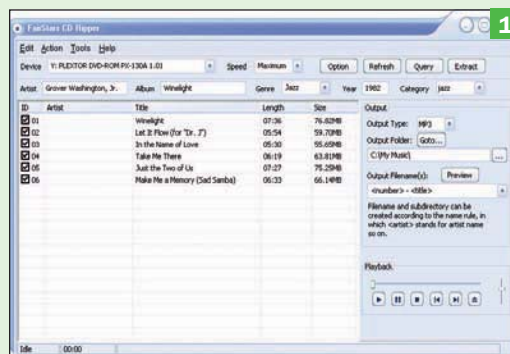 FairStars CD Ripper
1
Edit Action Tools Help
Device Y: PLEXTOR DVD-ROM PX-130A 1.01 Speed Maximum Option Refresh Query Extract
Artist Grover Washington, Jr. Album Winelight Genre Jazz Year 1982 Category jazz
ID Artist Title Length Size
01 Winelight 07:36 76.82MB
02 Let It Flow (for "Dr. J") 05:54 59.70MB
03 In the Name of Love 05:30 55.65MB
04 Take Me There 06:19 63.81MB
05 Just the Two of Us 07:27 75.25MB
06 Make Me a Memory (Sad Samba) 06:33 66.14MB
Output
Output Type: MP3
Output Folder: Goto...
C:\My Music\ ...
Output Filename(s): Preview
<number> - <title>
Filename and subdirectory can be
created according to the name rule, in
which <artist> stands for artist name
so on.
Playback
Idle 00:00